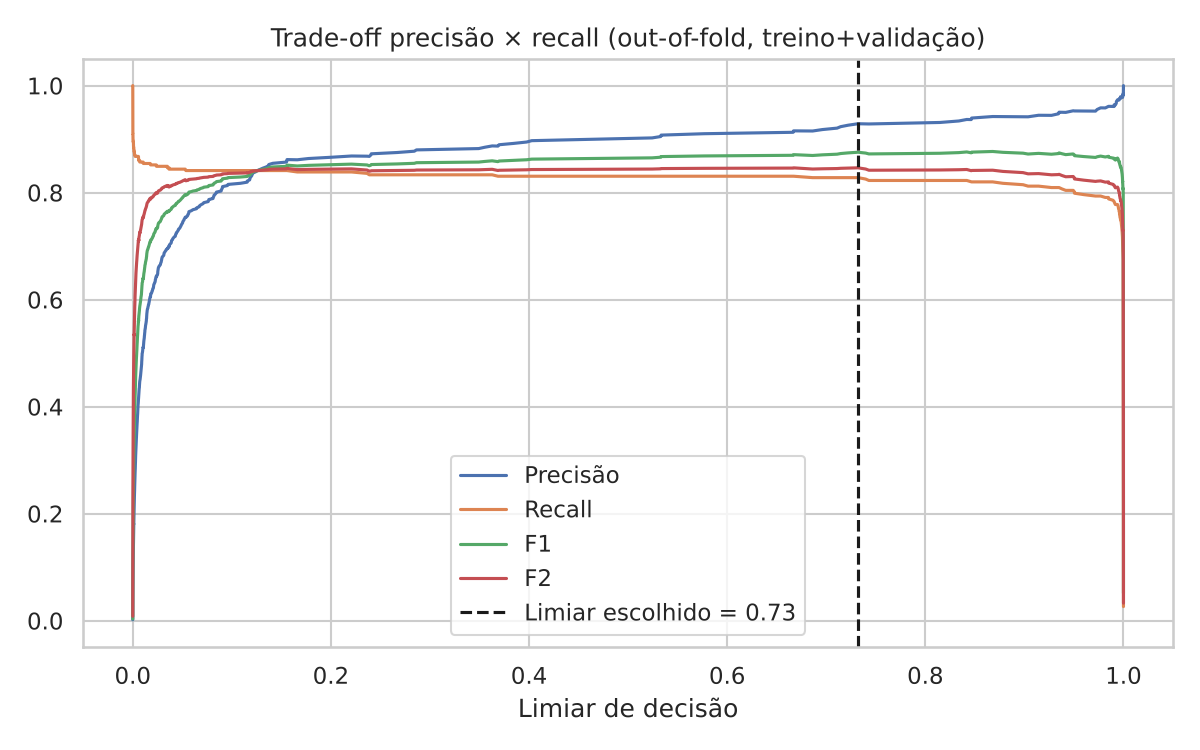 Trade-off precisão × recall (out-of-fold, treino+validação)
1.0
0.8
0.6
0.4
0.2
0.0
Precisão
Recall
F1
F2
Limiar escolhido = 0.73
0.0 0.2 0.4 0.6 0.8 1.0
Limiar de decisão